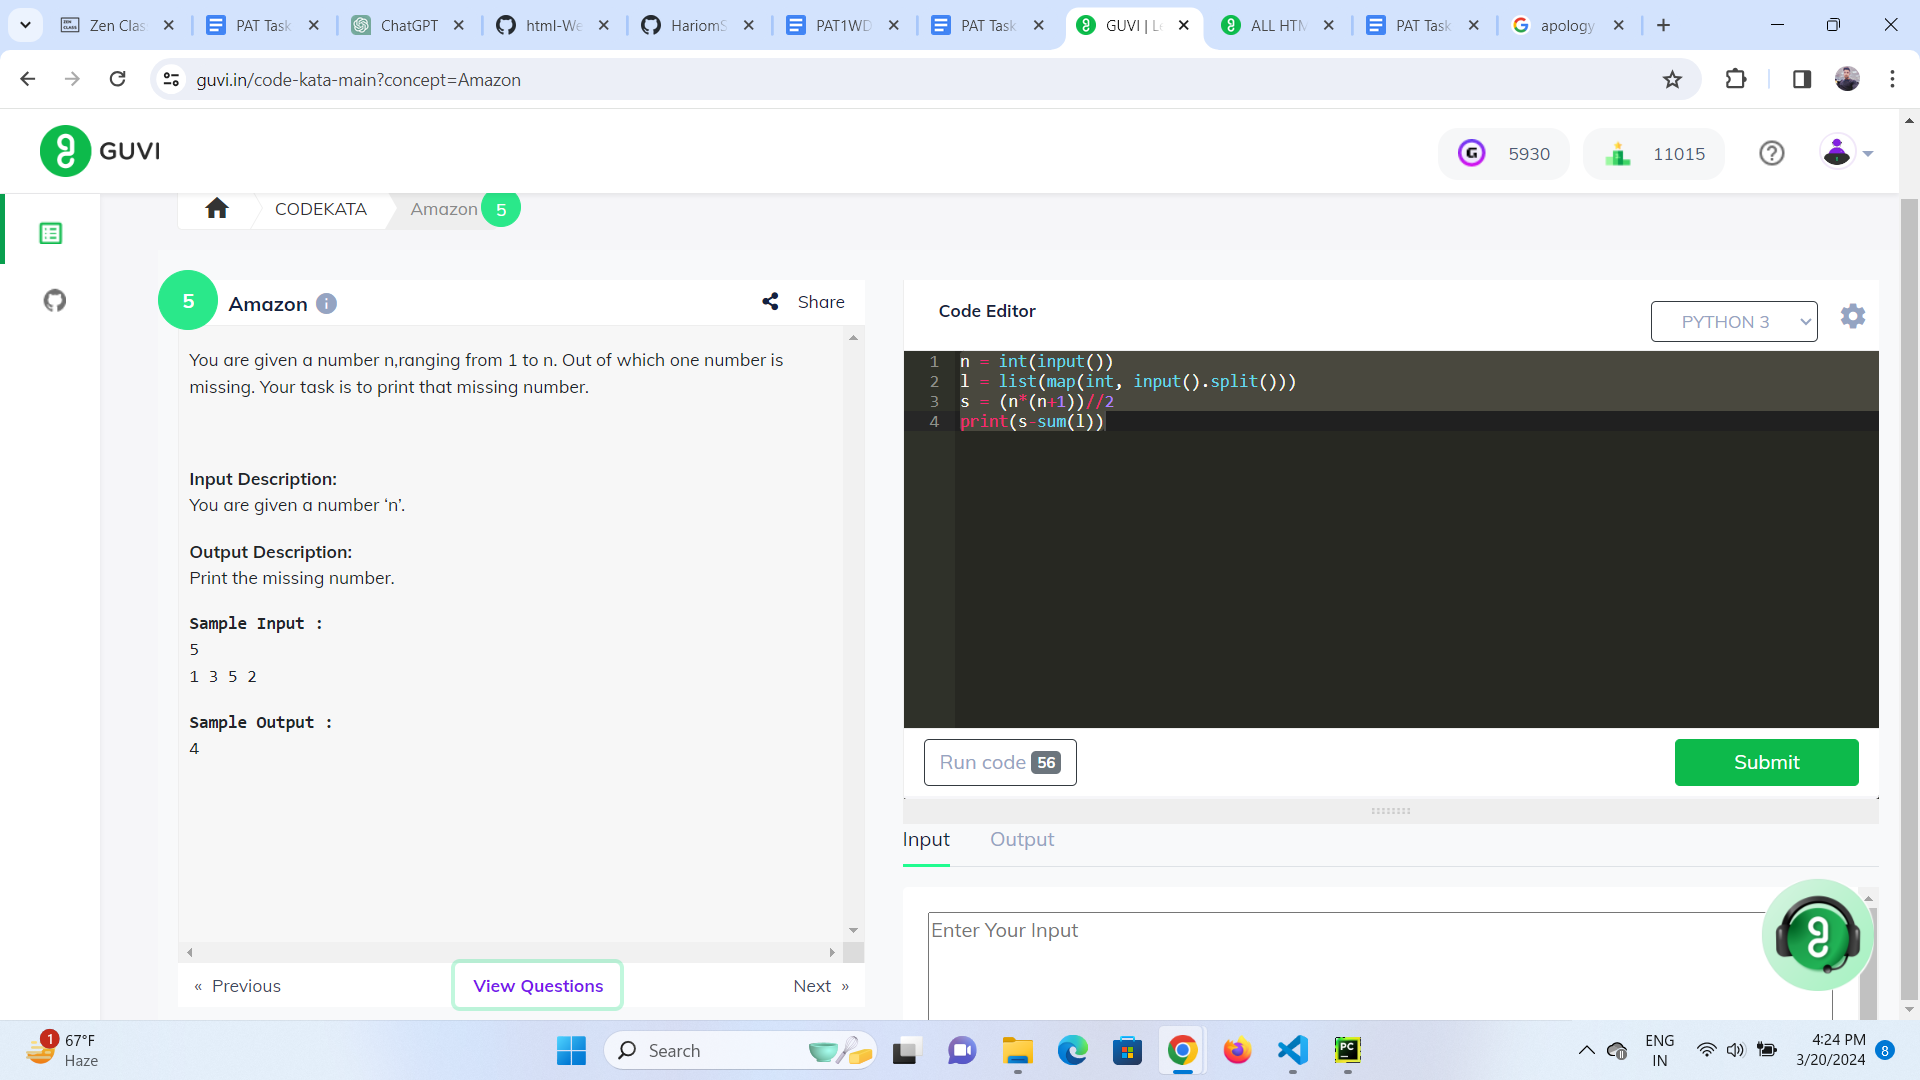 Zen Clas
PAT Task
ChatGPT
html-We
HariomS
PAT1WD
PAT Task
GUVI | Le
ALL HTM
PAT Task
apology
guvi.in/code-kata-main?concept=Amazon
GUVI
5930
11015
CODEKATA
Amazon 5
5
Amazon
Share
You are given a number n,ranging from 1 to n. Out of which one number is
missing. Your task is to print that missing number.
Input Description:
You are given a number ‘n’.
Output Description:
Print the missing number.
Sample Input :
5
1 3 5 2
Sample Output :
4
« Previous
View Questions
Next »
Code Editor
PYTHON 3
1 n = int(input())
2 l = list(map(int, input().split()))
3 s = (n*(n+1))//2
4 print(s-sum(l))
Run code 56
Submit
Input
Output
Enter Your Input
1
67°F
Haze
Search
PC
ENG
IN
4:24 PM
3/20/2024
8